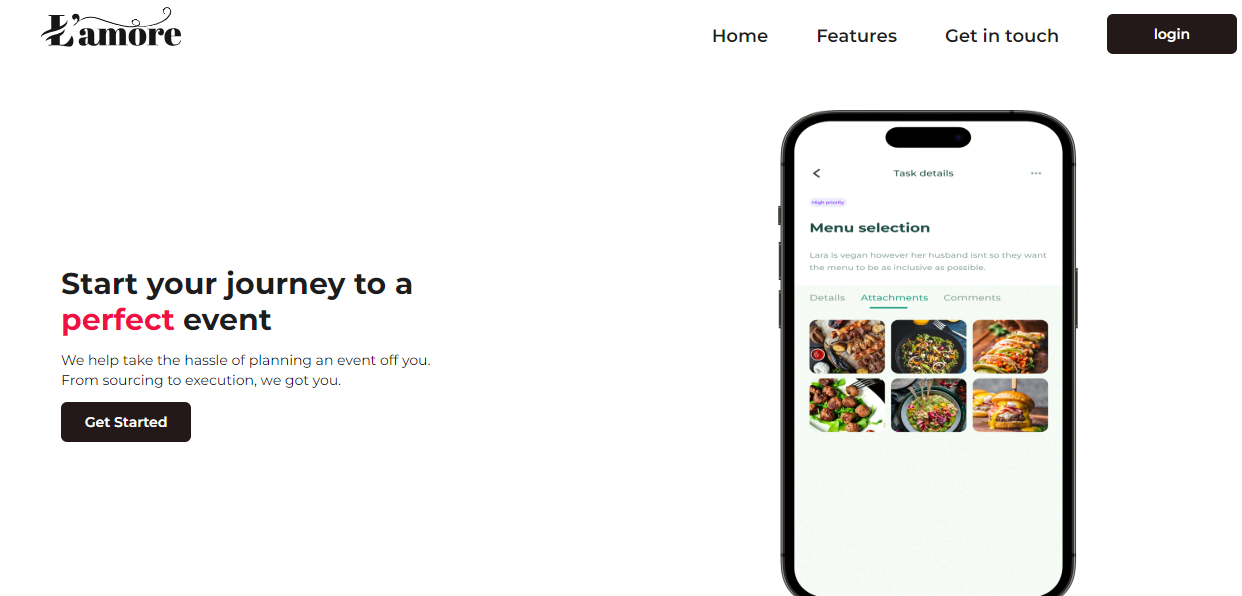 L'amore
Home
Features
Get in touch
login
Start your journey to a
perfect event
We help take the hassle of planning an event off you.
From sourcing to execution, we got you.
Get Started
Task details
High priority
Menu selection
Lara is vegan however her husband isnt so they want
the menu to be as inclusive as possible.
Details
Attachments
Comments